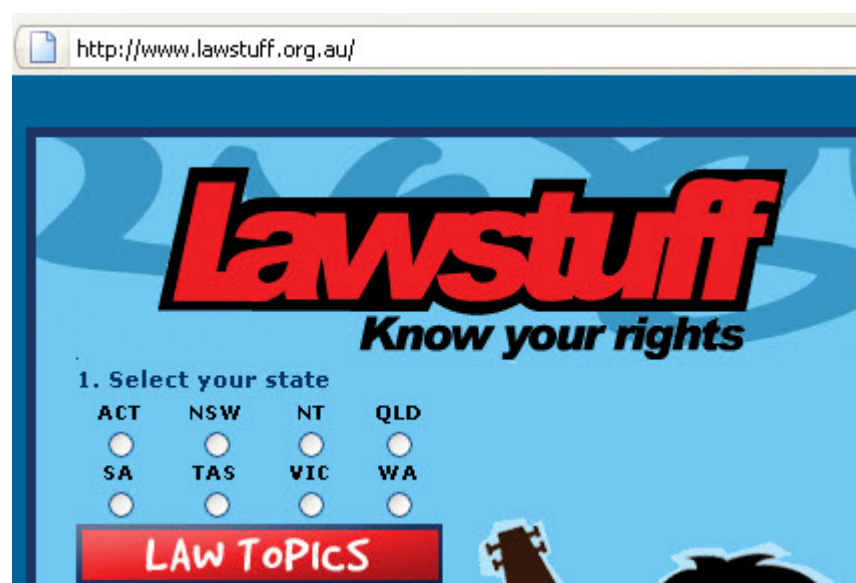 http://www.lawstuff.org.au/
Lawstuff
Know your rights
1. Select your state
ACT NSW NT QLD
SA TAS VIC WA
LAW ToPICS